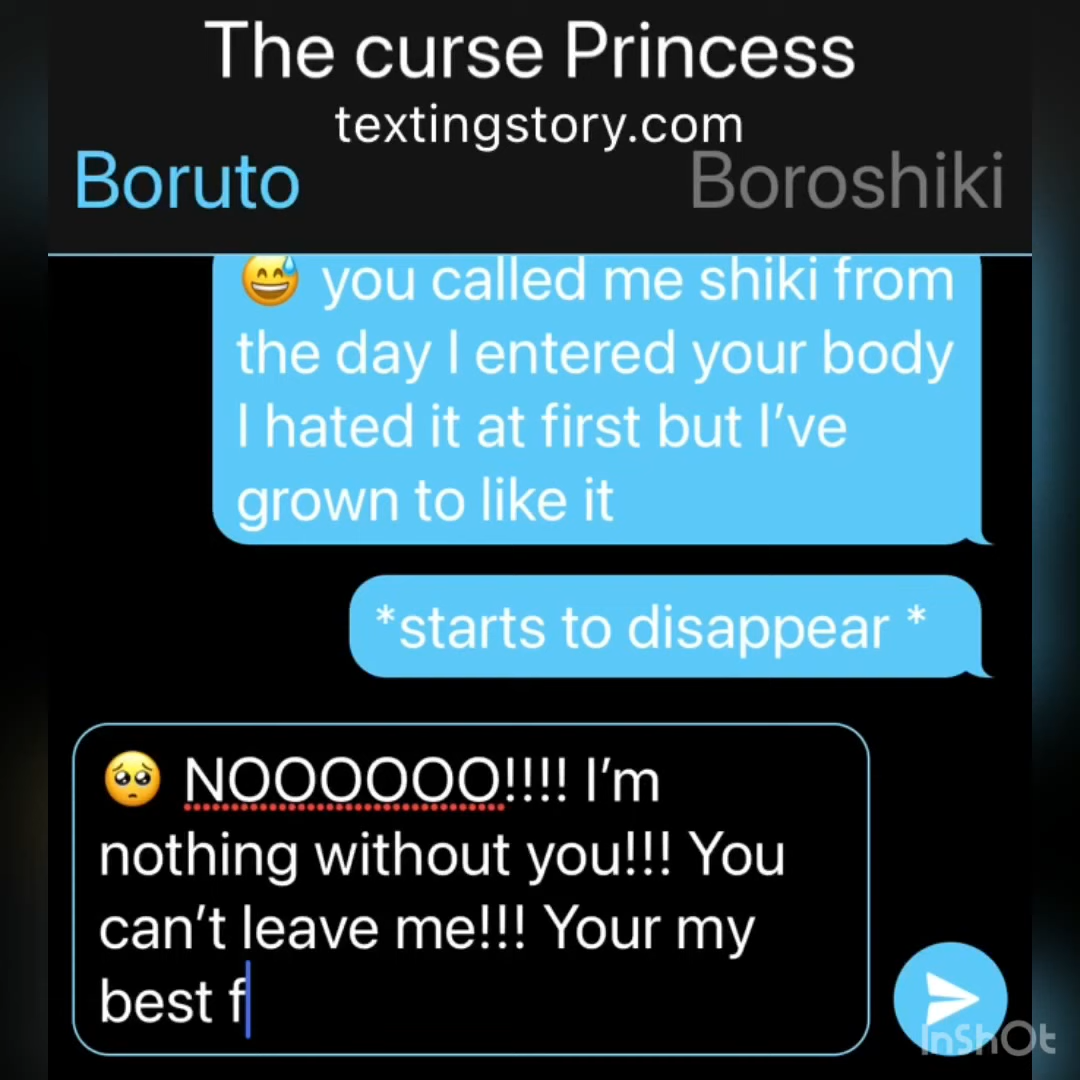 The curse Princess
textingstory.com
Boruto
Boroshiki
😅 you called me shiki from
the day I entered your body
I hated it at first but I’ve
grown to like it
*starts to disappear *
🥺 NOOOOOO!!!! I’m
nothing without you!!! You
can’t leave me!!! Your my
best f
InShOt